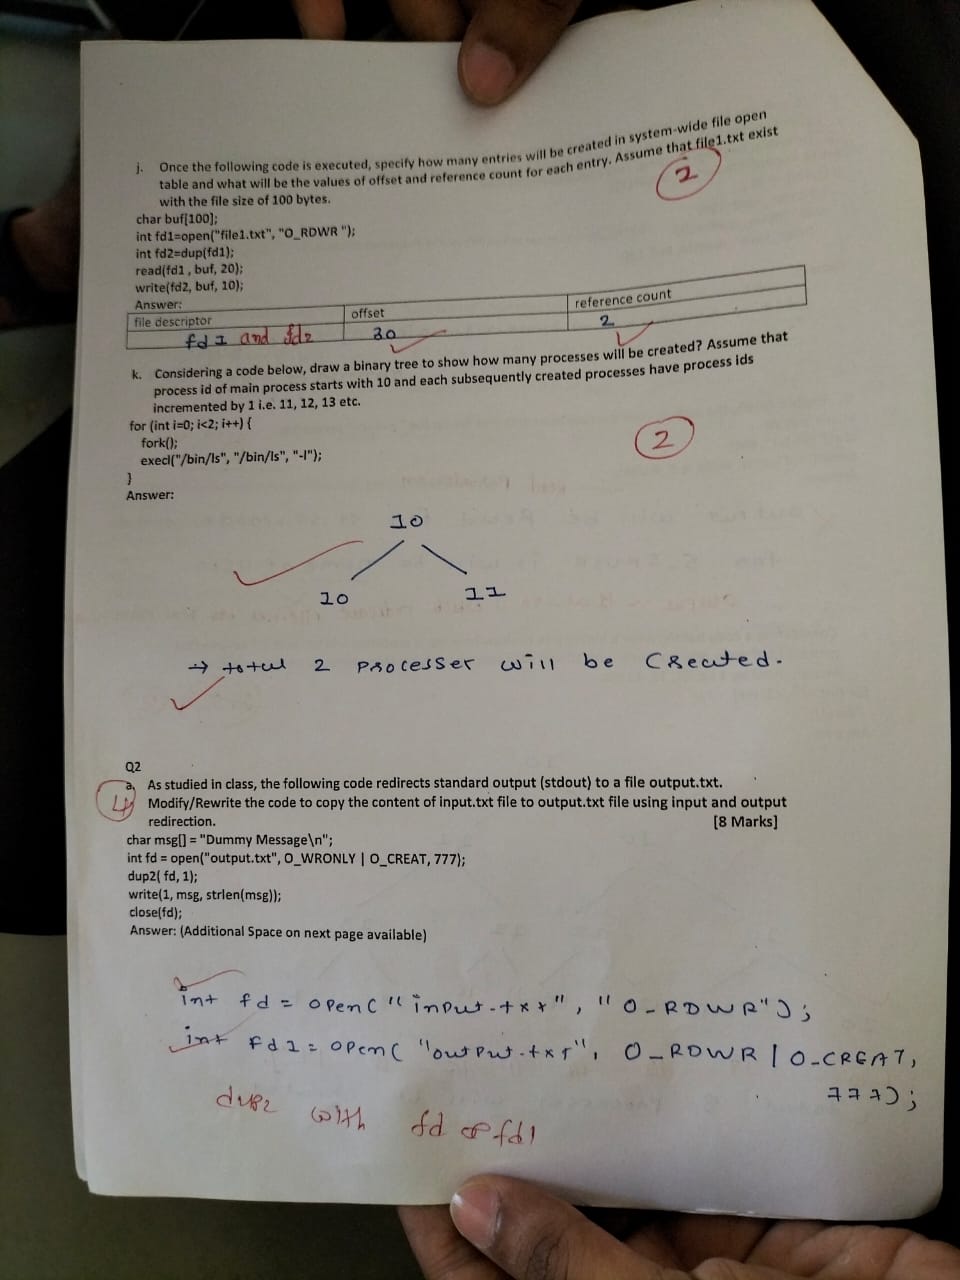 j. Once the following code is executed, specify how many entries will be created in system-wide file open
table and what will be the values of offset and reference count for each entry. Assume that file1.txt exist
with the file size of 100 bytes.
2
char buf[100];
int fd1=open("file1.txt", "O_RDWR ");
int fd2=dup(fd1);
read(fd1 , buf, 20);
write(fd2, buf, 10);
Answer:
file descriptor offset reference count
fd1 and fd2 30 2
k. Considering a code below, draw a binary tree to show how many processes will be created? Assume that
process id of main process starts with 10 and each subsequently created processes have process ids
incremented by 1 i.e. 11, 12, 13 etc.
for (int i=0; i<2; i++) {
fork();
execl("/bin/ls", "/bin/ls", "-l");
}
2
Answer:
10
10 11
→ total 2 processer will be created.
Q2
a. As studied in class, the following code redirects standard output (stdout) to a file output.txt.
4
Modify/Rewrite the code to copy the content of input.txt file to output.txt file using input and output
redirection. [8 Marks]
char msg[] = "Dummy Message\n";
int fd = open("output.txt", O_WRONLY | O_CREAT, 777);
dup2( fd, 1);
write(1, msg, strlen(msg));
close(fd);
Answer: (Additional Space on next page available)
int fd = open("input.txt", "O_RDWR");
int fd1 = open("output.txt", O_RDWR | O_CREAT,
777);
dup2 with fd & fd1